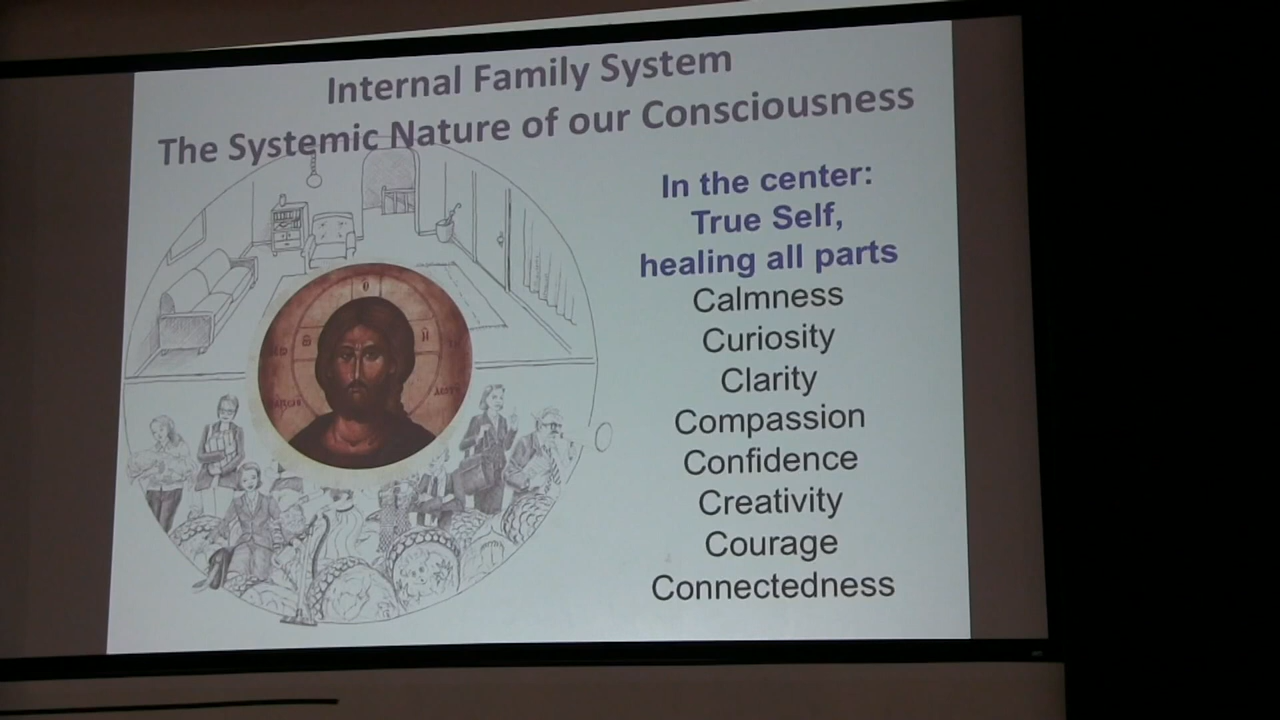 Internal Family System
The Systemic Nature of our Consciousness
In the center:
True Self,
healing all parts
Calmness
Curiosity
Clarity
Compassion
Confidence
Creativity
Courage
Connectedness